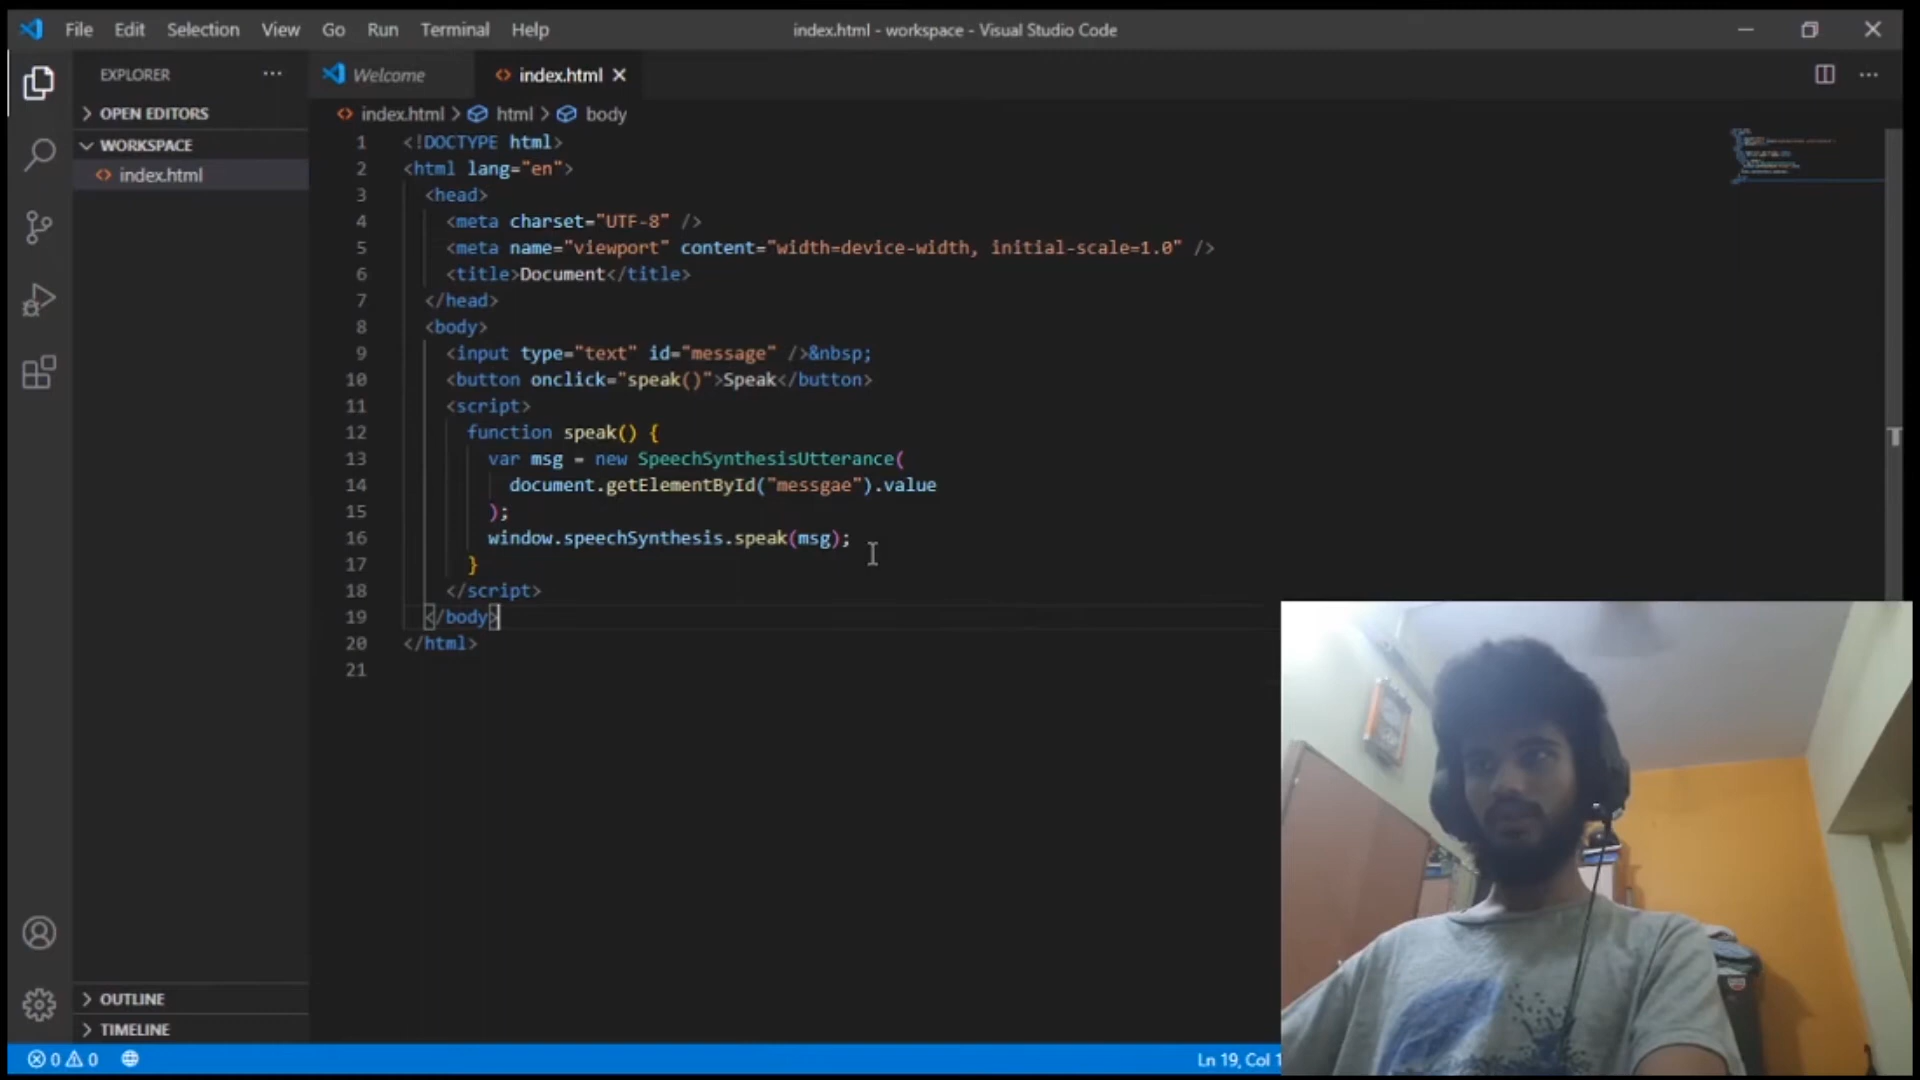 File Edit Selection View Go Run Terminal Help
index.html - workspace - Visual Studio Code
EXPLORER ···
Welcome
index.html
OPEN EDITORS
WORKSPACE
index.html
index.html > html > body
1 <!DOCTYPE html>
2 <html lang="en">
3 <head>
4 <meta charset="UTF-8" />
5 <meta name="viewport" content="width=device-width, initial-scale=1.0" />
6 <title>Document</title>
7 </head>
8 <body>
9 <input type="text" id="message" />&nbsp;
10 <button onclick="speak()">Speak</button>
11 <script>
12 function speak() {
13 var msg = new SpeechSynthesisUtterance(
14 document.getElementById("messgae").value
15 );
16 window.speechSynthesis.speak(msg);
17 }
18 </script>
19 </body>
20 </html>
21
OUTLINE
TIMELINE
0 0
Ln 19, Col 1